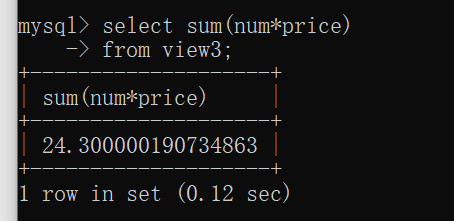 mysql> select sum(num*price)
    -> from view3;
+--------------------+
| sum(num*price)     |
+--------------------+
| 24.300000190734863 |
+--------------------+
1 row in set (0.12 sec)